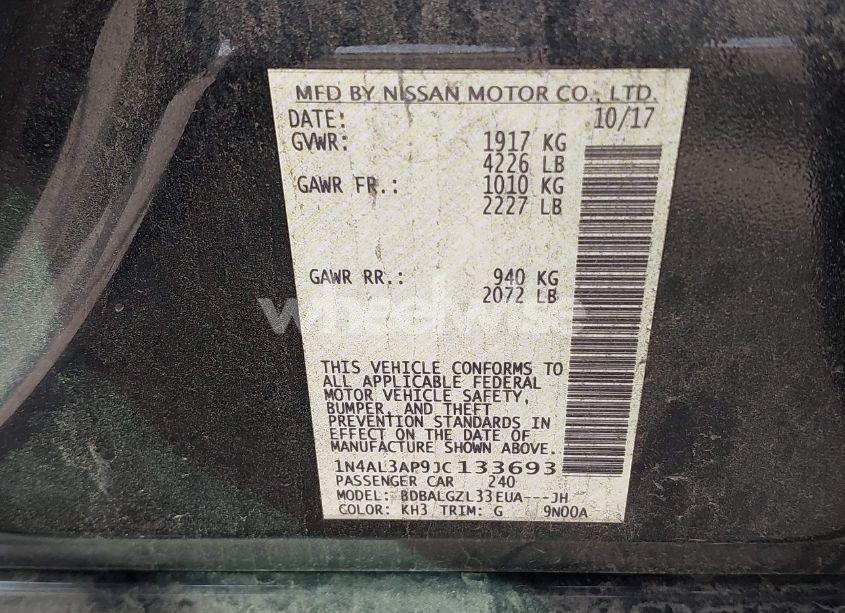 MFD BY NISSAN MOTOR CO., LTD.
DATE: 10/17
GVWR: 1917 KG
4226 LB
GAWR FR.: 1010 KG
2227 LB
GAWR RR.: 940 KG
2072 LB
wheelwise
THIS VEHICLE CONFORMS TO
ALL APPLICABLE FEDERAL
MOTOR VEHICLE SAFETY,
BUMPER, AND THEFT
PREVENTION STANDARDS IN
EFFECT ON THE DATE OF
MANUFACTURE SHOWN ABOVE.
1N4AL3AP9JC133693
PASSENGER CAR 240
MODEL: BDBALGZL33EUA---JH
COLOR: KH3 TRIM: G 9N00A